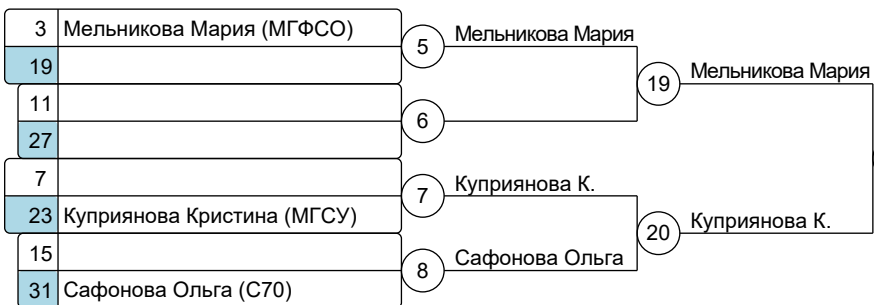 3 Мельникова Мария (МГФСО)
19
11
27
7
23 Куприянова Кристина (МГСУ)
15
31 Сафонова Ольга (С70)
5 Мельникова Мария
6
7 Куприянова К.
8 Сафонова Ольга
19 Мельникова Мария
20 Куприянова К.